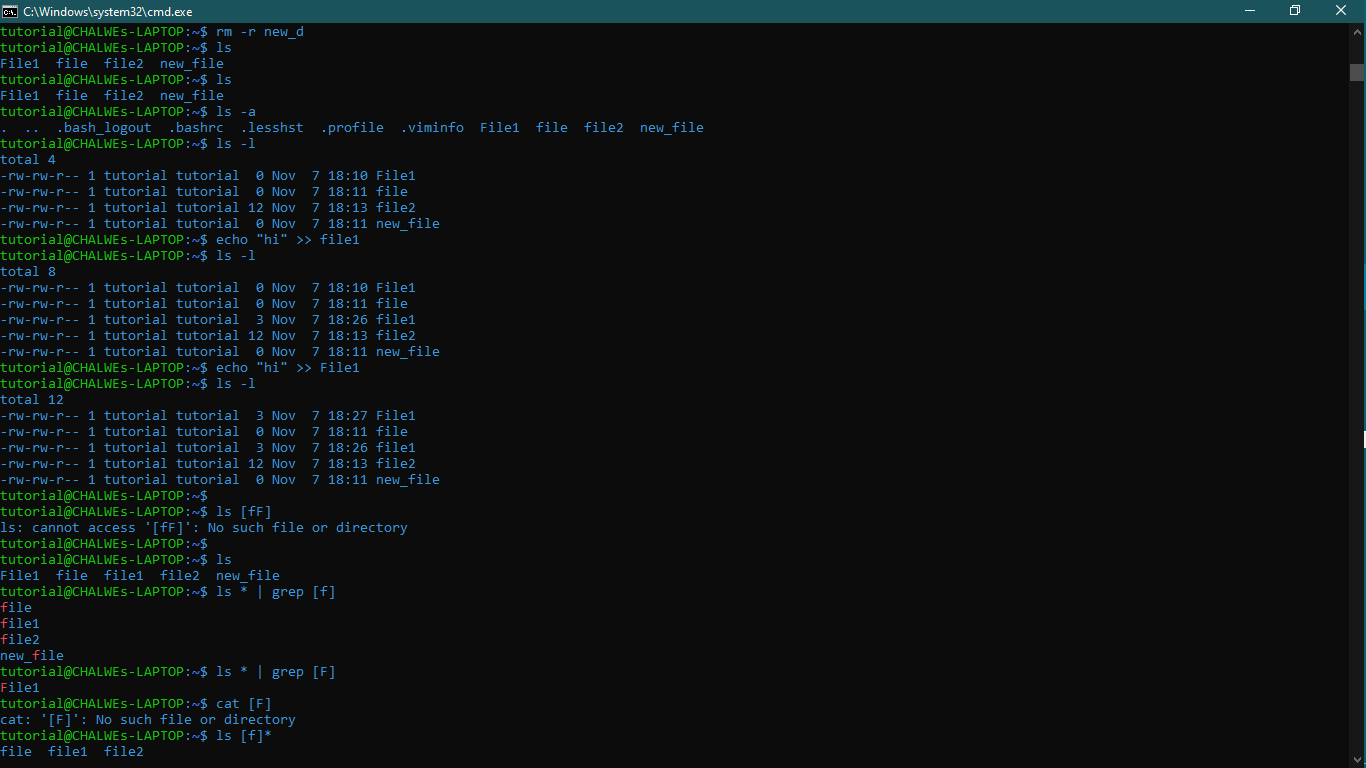 C:\Windows\system32\cmd.exe
tutorial@CHALWEs-LAPTOP:~$ rm -r new_d
tutorial@CHALWEs-LAPTOP:~$ ls
File1  file  file2  new_file
tutorial@CHALWEs-LAPTOP:~$ ls
File1  file  file2  new_file
tutorial@CHALWEs-LAPTOP:~$ ls -a
.  ..  .bash_logout  .bashrc  .lesshst  .profile  .viminfo  File1  file  file2  new_file
tutorial@CHALWEs-LAPTOP:~$ ls -l
total 4
-rw-rw-r-- 1 tutorial tutorial  0 Nov  7 18:10 File1
-rw-rw-r-- 1 tutorial tutorial  0 Nov  7 18:11 file
-rw-rw-r-- 1 tutorial tutorial 12 Nov  7 18:13 file2
-rw-rw-r-- 1 tutorial tutorial  0 Nov  7 18:11 new_file
tutorial@CHALWEs-LAPTOP:~$ echo "hi" >> file1
tutorial@CHALWEs-LAPTOP:~$ ls -l
total 8
-rw-rw-r-- 1 tutorial tutorial  0 Nov  7 18:10 File1
-rw-rw-r-- 1 tutorial tutorial  0 Nov  7 18:11 file
-rw-rw-r-- 1 tutorial tutorial  3 Nov  7 18:26 file1
-rw-rw-r-- 1 tutorial tutorial 12 Nov  7 18:13 file2
-rw-rw-r-- 1 tutorial tutorial  0 Nov  7 18:11 new_file
tutorial@CHALWEs-LAPTOP:~$ echo "hi" >> File1
tutorial@CHALWEs-LAPTOP:~$ ls -l
total 12
-rw-rw-r-- 1 tutorial tutorial  3 Nov  7 18:27 File1
-rw-rw-r-- 1 tutorial tutorial  0 Nov  7 18:11 file
-rw-rw-r-- 1 tutorial tutorial  3 Nov  7 18:26 file1
-rw-rw-r-- 1 tutorial tutorial 12 Nov  7 18:13 file2
-rw-rw-r-- 1 tutorial tutorial  0 Nov  7 18:11 new_file
tutorial@CHALWEs-LAPTOP:~$
tutorial@CHALWEs-LAPTOP:~$ ls [fF]
ls: cannot access '[fF]': No such file or directory
tutorial@CHALWEs-LAPTOP:~$
tutorial@CHALWEs-LAPTOP:~$ ls
File1  file  file1  file2  new_file
tutorial@CHALWEs-LAPTOP:~$ ls * | grep [f]
file
file1
file2
new_file
tutorial@CHALWEs-LAPTOP:~$ ls * | grep [F]
File1
tutorial@CHALWEs-LAPTOP:~$ cat [F]
cat: '[F]': No such file or directory
tutorial@CHALWEs-LAPTOP:~$ ls [f]*
file  file1  file2